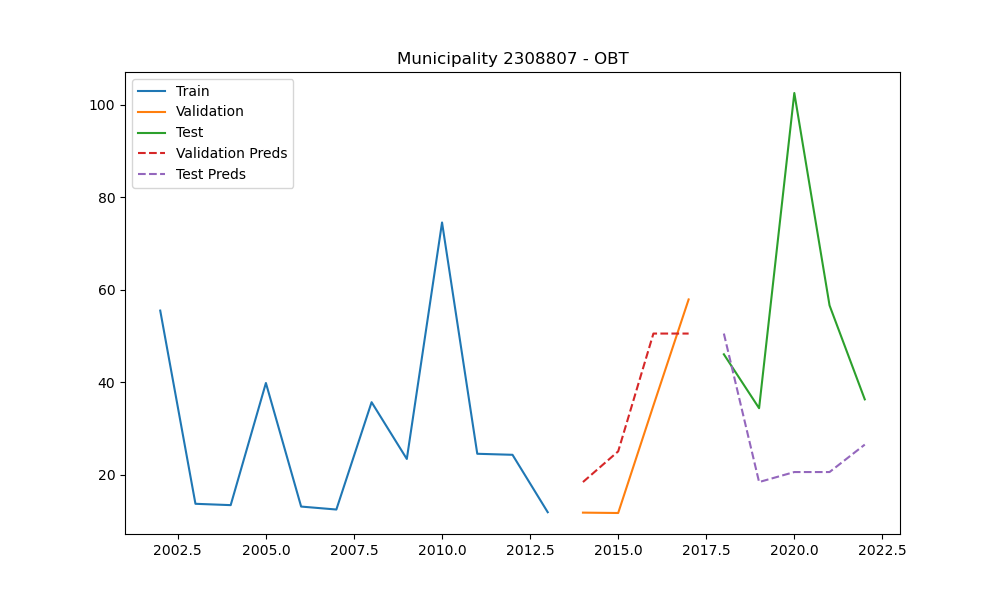 Municipality 2308807 - OBT
Train
Validation
Test
Validation Preds
Test Preds
100
80
60
40
20
2002.5 2005.0 2007.5 2010.0 2012.5 2015.0 2017.5 2020.0 2022.5